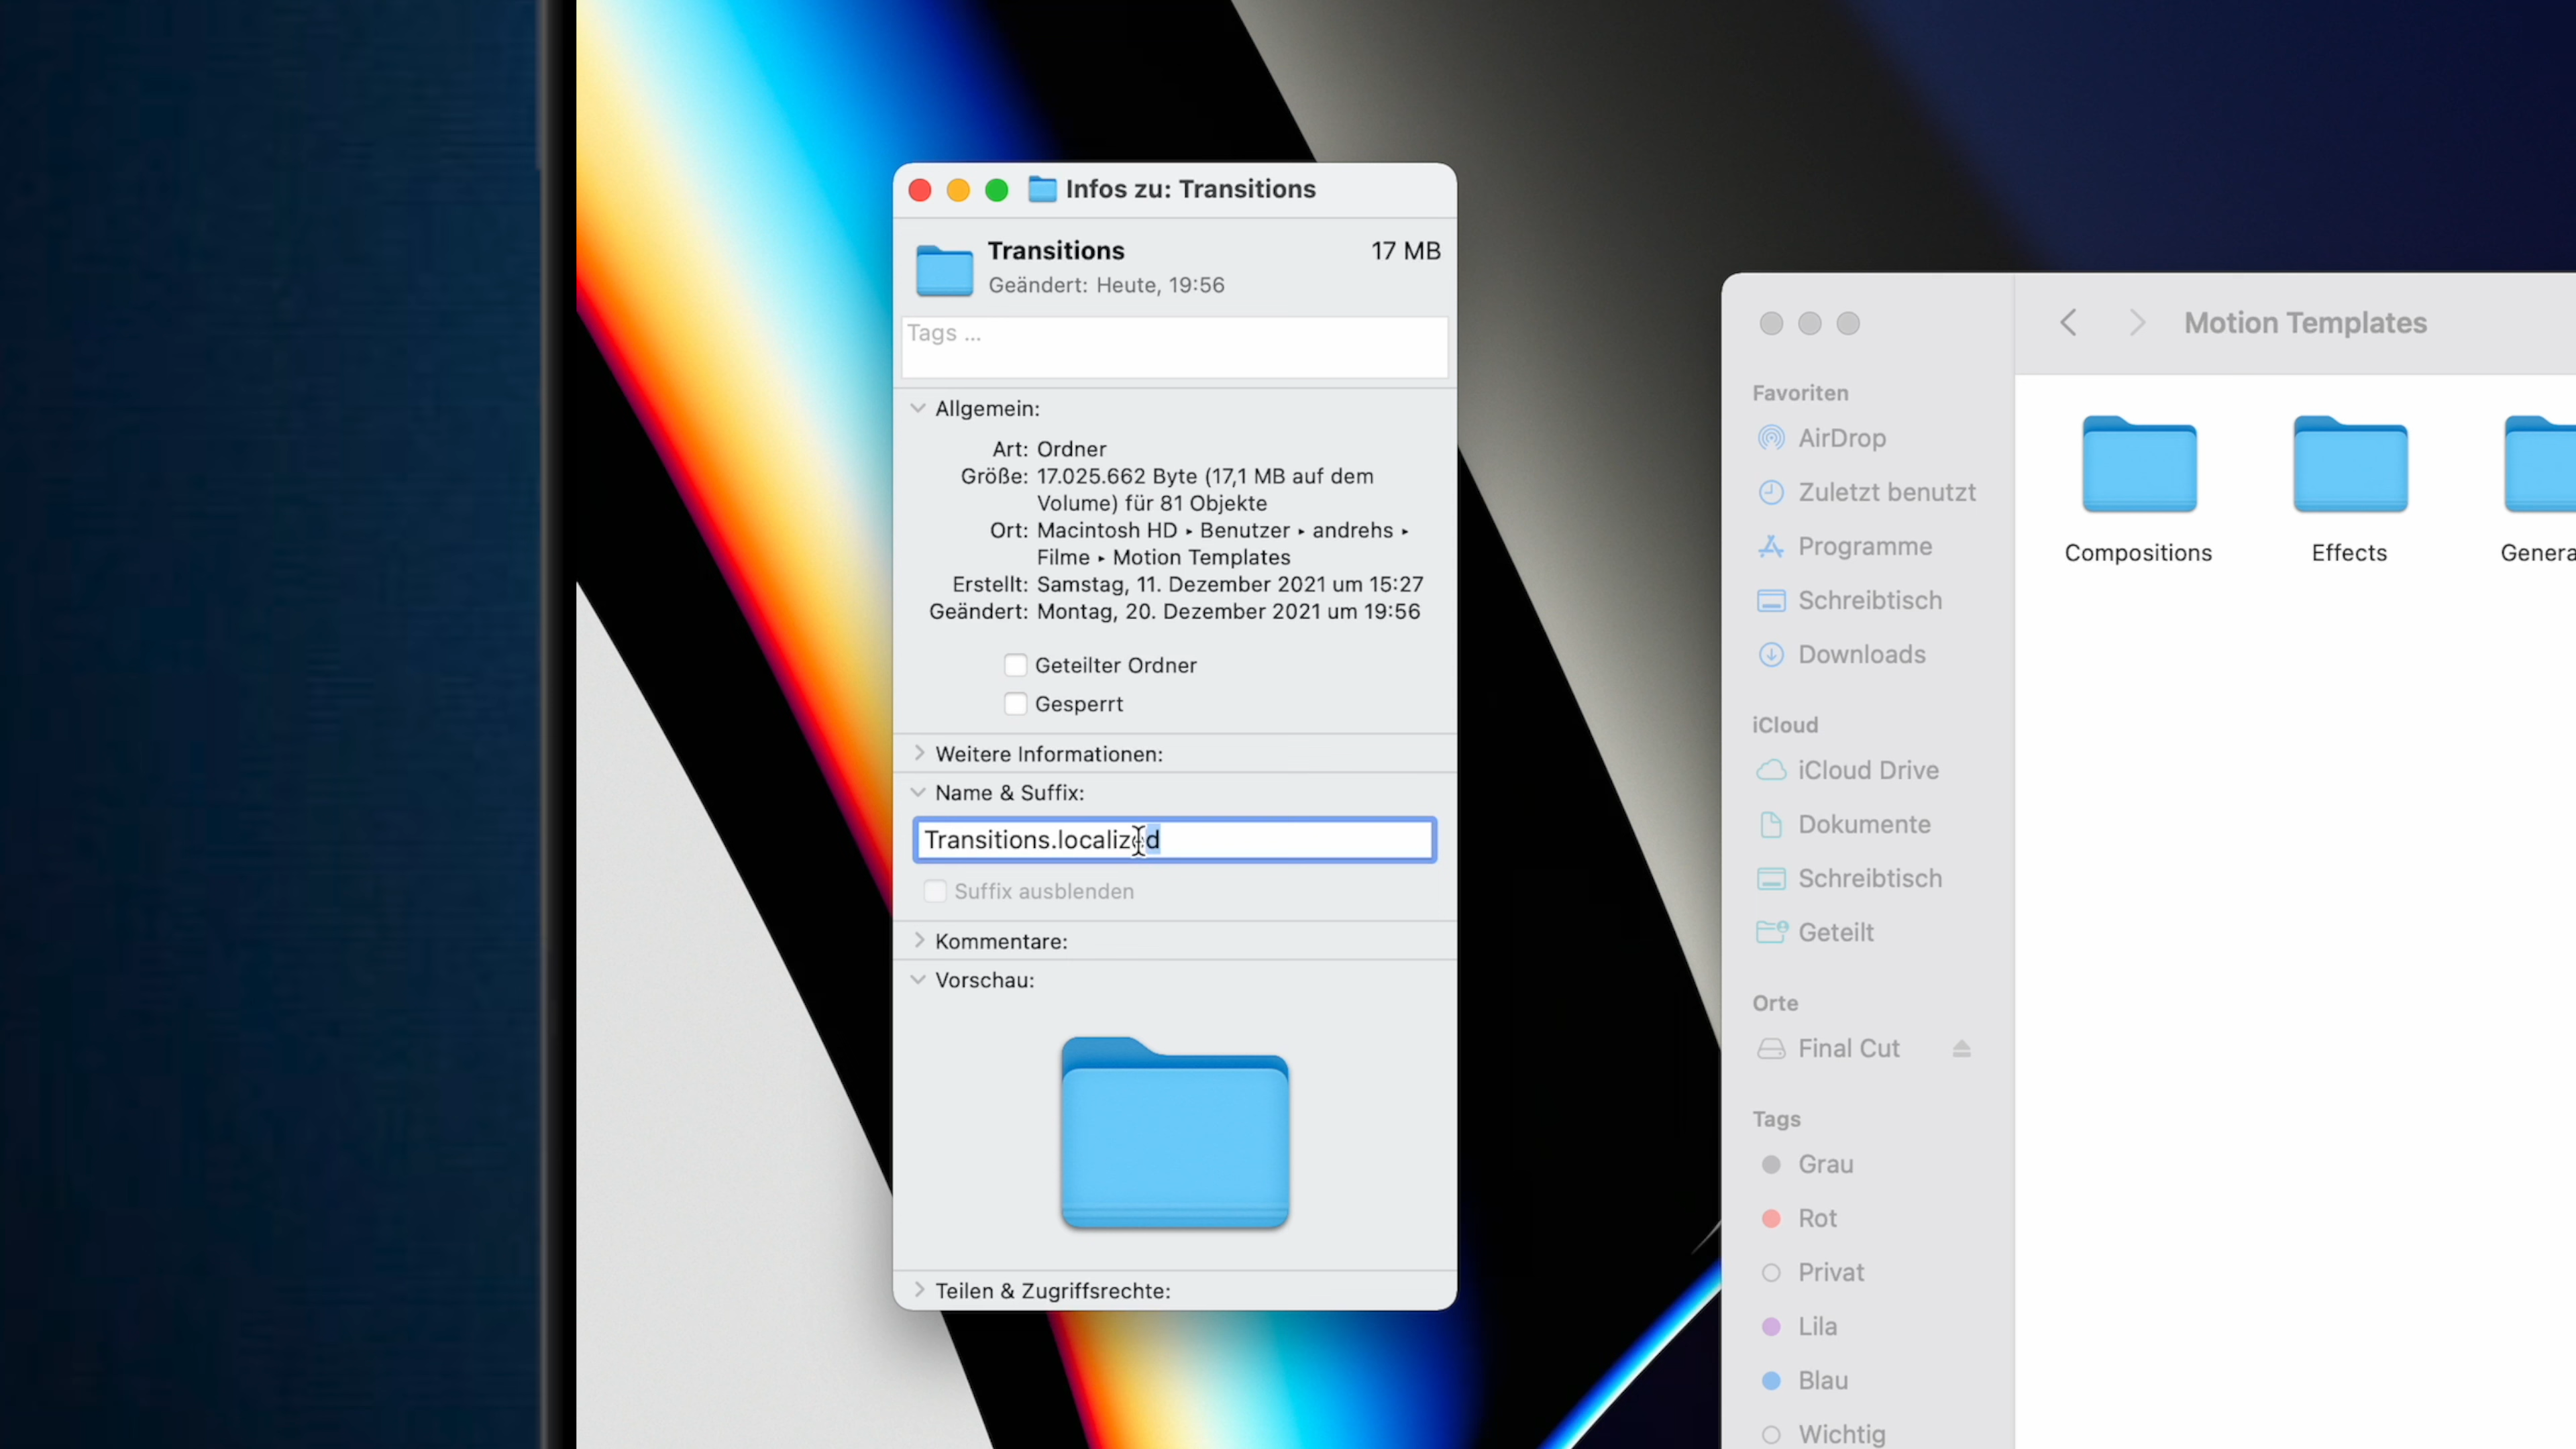 Infos zu: Transitions
Transitions
17 MB
Geändert: Heute, 19:56
Tags ...
Allgemein:
Art: Ordner
Größe: 17.025.662 Byte (17,1 MB auf dem
Volume) für 81 Objekte
Ort: Macintosh HD ▸ Benutzer ▸ andrehs ▸
Filme ▸ Motion Templates
Erstellt: Samstag, 11. Dezember 2021 um 15:27
Geändert: Montag, 20. Dezember 2021 um 19:56
Geteilter Ordner
Gesperrt
Weitere Informationen:
Name & Suffix:
Transitions.localized
Suffix ausblenden
Kommentare:
Vorschau:
Teilen & Zugriffsrechte:
Motion Templates
Favoriten
AirDrop
Zuletzt benutzt
Programme
Schreibtisch
Downloads
iCloud
iCloud Drive
Dokumente
Schreibtisch
Geteilt
Orte
Final Cut
Tags
Grau
Rot
Privat
Lila
Blau
Wichtig
Compositions
Effects
Genera